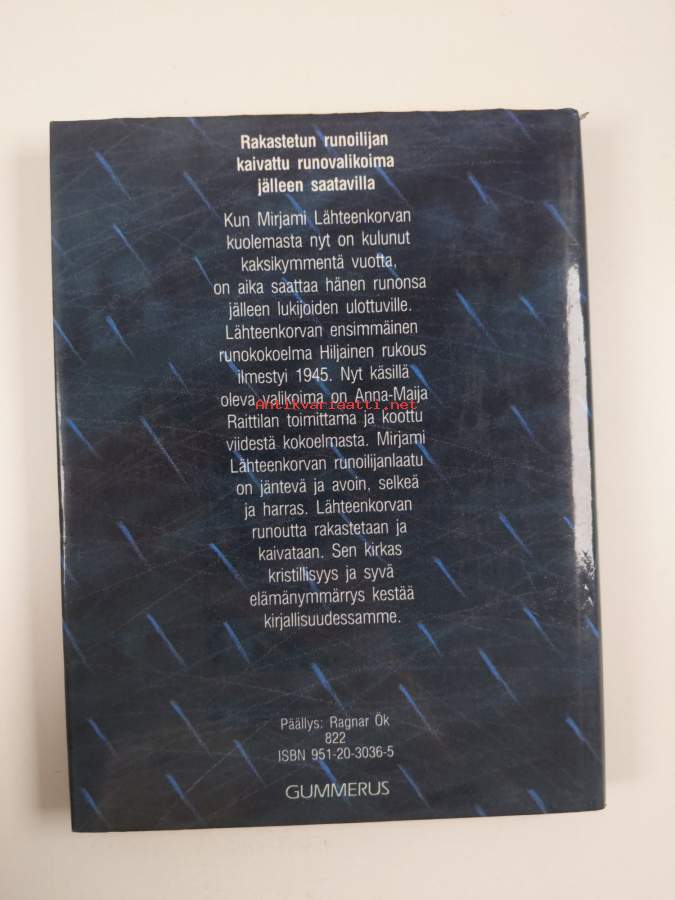 Rakastetun runoilijan
kaivattu runovalikoima
jälleen saatavilla
Kun Mirjami Lähteenkorvan
kuolemasta nyt on kulunut
kaksikymmentä vuotta,
on aika saattaa hänen runonsa
jälleen lukijoiden ulottuville.
Lähteenkorvan ensimmäinen
runokokoelma Hiljainen rukous
ilmestyi 1945. Nyt käsillä
oleva valikoima on Anna-Maija
Antikvariaatti.net
Raittilan toimittama ja koottu
viidestä kokoelmasta. Mirjami
Lähteenkorvan runoilijanlaatu
on jäntevä ja avoin, selkeä
ja harras. Lähteenkorvan
runoutta rakastetaan ja
kaivataan. Sen kirkas
kristillisyys ja syvä
elämänymmärrys kestää
kirjallisuudessamme.
Päällys: Ragnar Ök
822
ISBN 951-20-3036-5
GUMMERUS